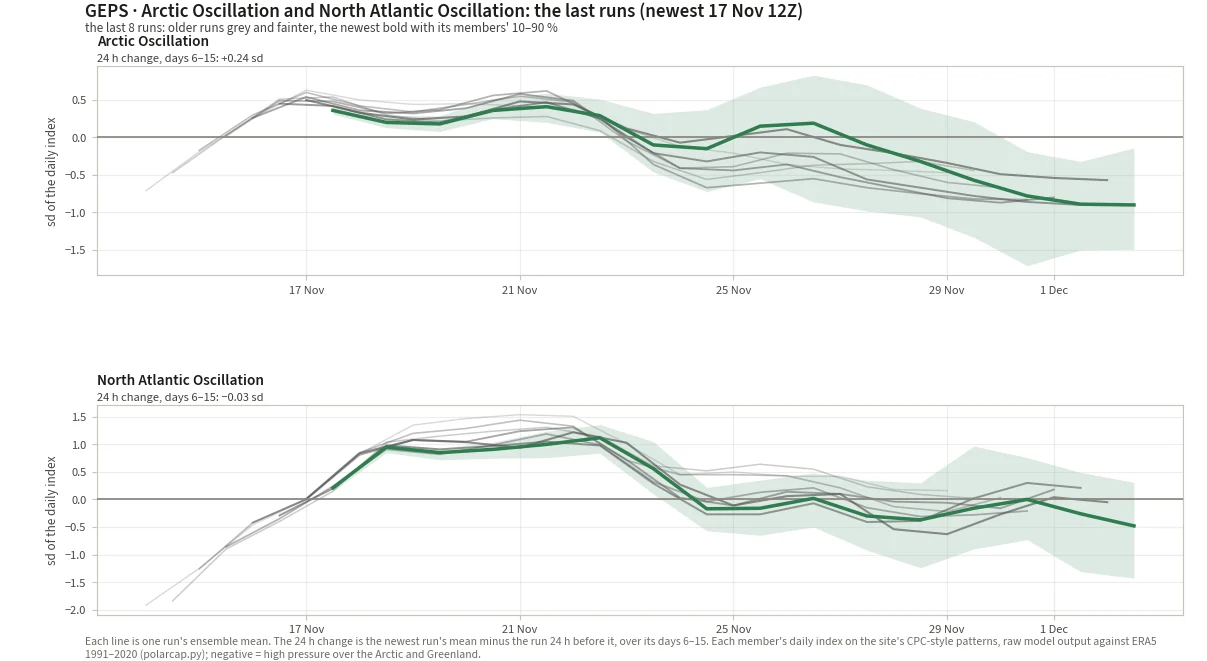 GEPS · Arctic Oscillation and North Atlantic Oscillation: the last runs (newest 17 Nov 12Z)
the last 8 runs: older runs grey and fainter, the newest bold with its members' 10–90 %
Arctic Oscillation
24 h change, days 6–15: +0.24 sd
sd of the daily index
0.5
0.0
−0.5
−1.0
−1.5
17 Nov
21 Nov
25 Nov
29 Nov
1 Dec
North Atlantic Oscillation
24 h change, days 6–15: −0.03 sd
sd of the daily index
1.5
1.0
0.5
0.0
−0.5
−1.0
−1.5
−2.0
17 Nov
21 Nov
25 Nov
29 Nov
1 Dec
Each line is one run's ensemble mean. The 24 h change is the newest run's mean minus the run 24 h before it, over its days 6–15. Each member's daily index on the site's CPC-style patterns, raw model output against ERA5
1991–2020 (polarcap.py); negative = high pressure over the Arctic and Greenland.